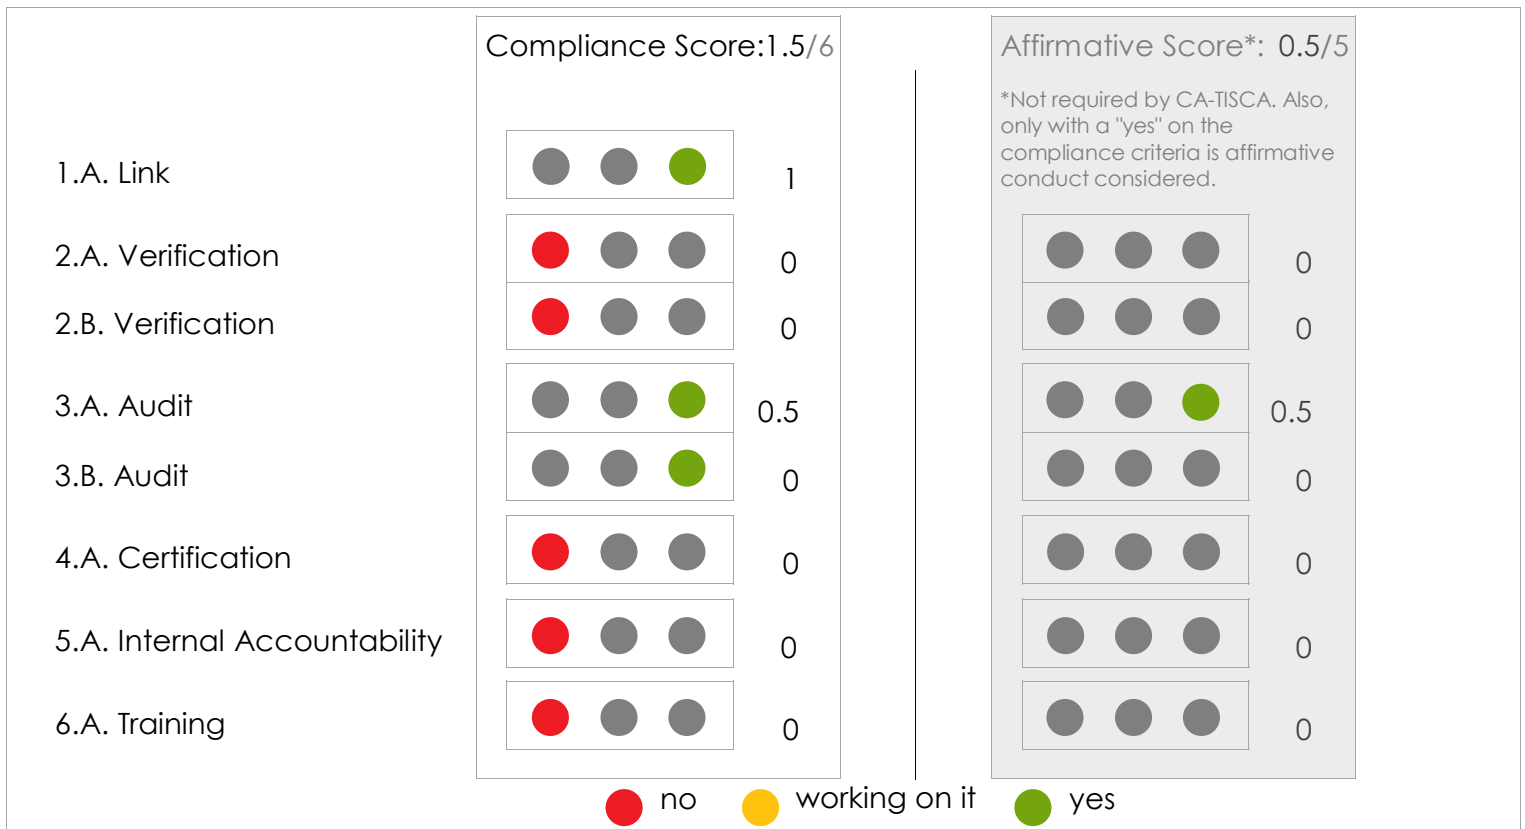 Compliance Score:1.5/6
Affirmative Score*: 0.5/5
*Not required by CA-TISCA. Also,
only with a "yes" on the
compliance criteria is affirmative
conduct considered.
1.A. Link 1
2.A. Verification 0 0
2.B. Verification 0 0
3.A. Audit 0.5 0.5
3.B. Audit 0 0
4.A. Certification 0 0
5.A. Internal Accountability 0 0
6.A. Training 0 0
no working on it yes